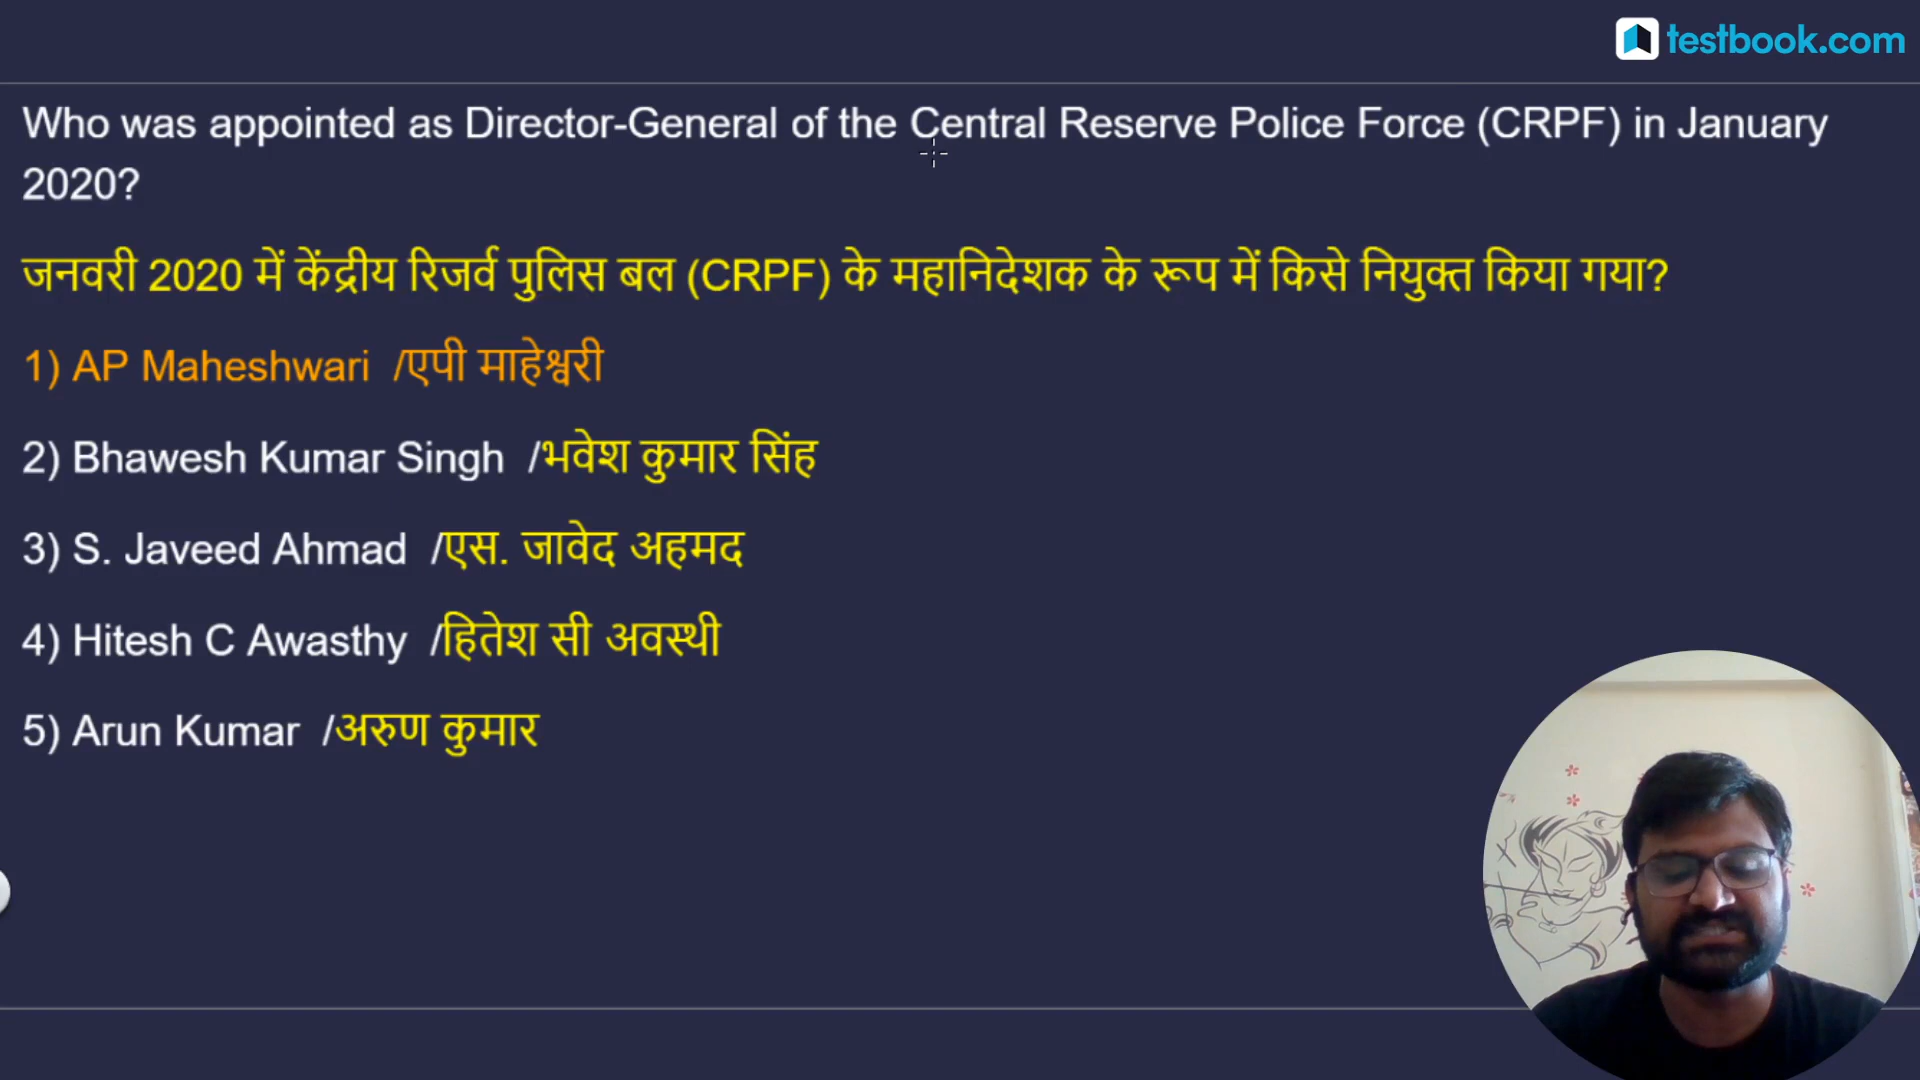 testbook.com
Who was appointed as Director-General of the Central Reserve Police Force (CRPF) in January
2020?
जनवरी 2020 में केंद्रीय रिजर्व पुलिस बल (CRPF) के महानिदेशक के रूप में किसे नियुक्त किया गया?
1) AP Maheshwari /एपी माहेश्वरी
2) Bhawesh Kumar Singh /भवेश कुमार सिंह
3) S. Javeed Ahmad /एस. जावेद अहमद
4) Hitesh C Awasthy /हितेश सी अवस्थी
5) Arun Kumar /अरुण कुमार